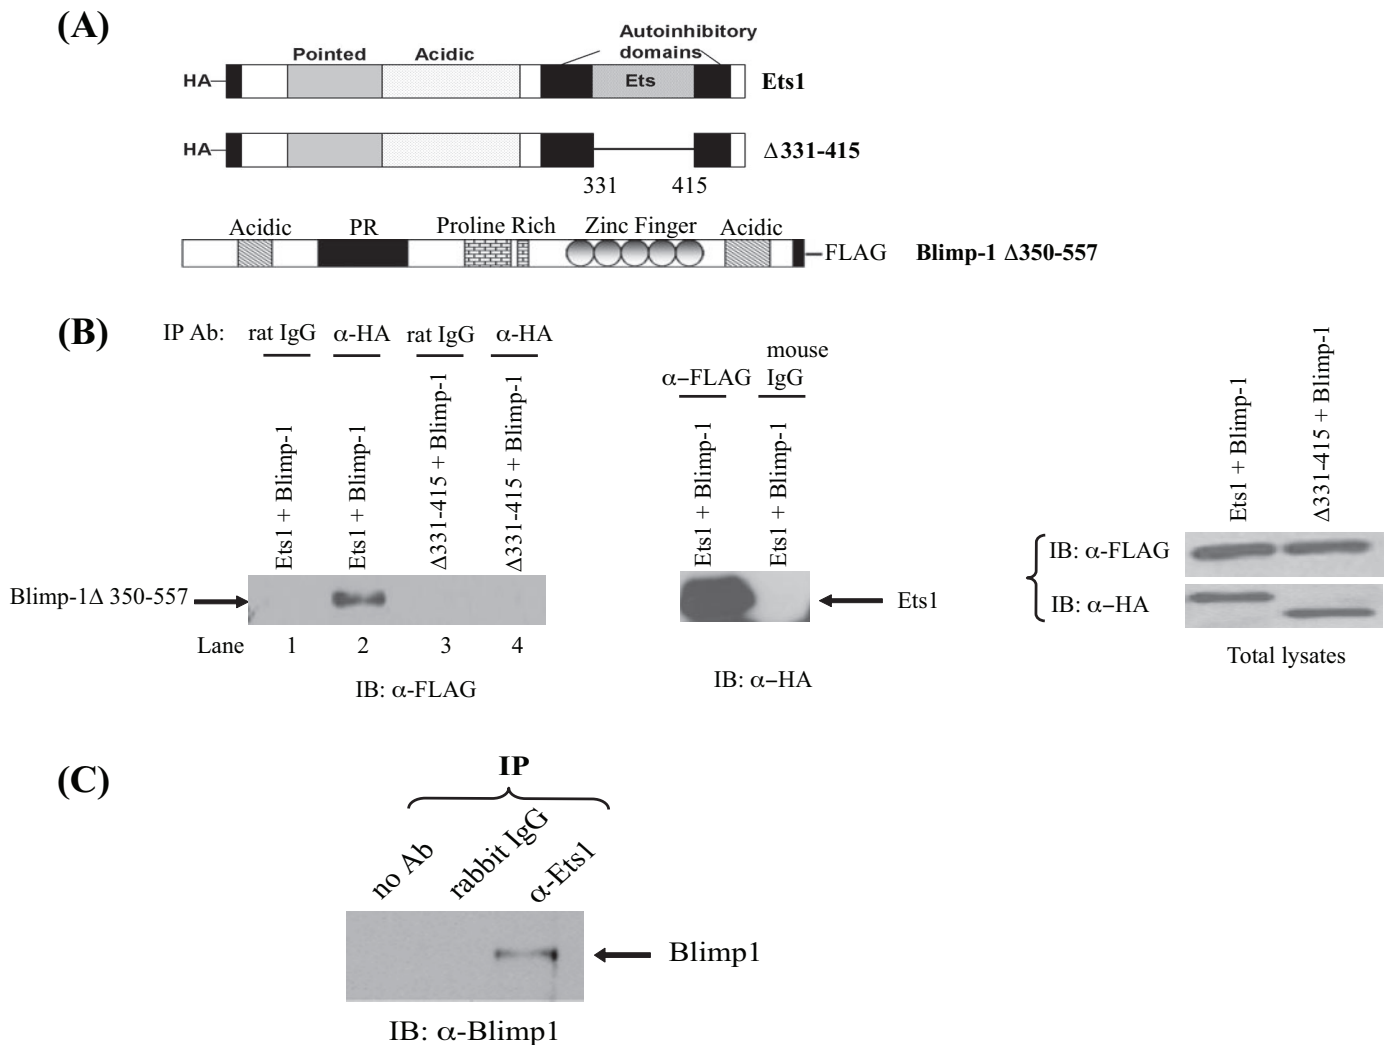 (A)
Pointed
Acidic
Autoinhibitory
domains
HA
Ets
Ets1
HA
Δ331-415
331
415
Acidic
PR
Proline Rich
Zinc Finger
Acidic
FLAG
Blimp-1 Δ350-557
(B)
IP Ab:
rat IgG
α-HA
rat IgG
α-HA
Ets1 + Blimp-1
Ets1 + Blimp-1
Δ331-415 + Blimp-1
Δ331-415 + Blimp-1
Blimp-1Δ 350-557
Lane
1
2
3
4
IB: α-FLAG
α−FLAG
mouse
IgG
Ets1 + Blimp-1
Ets1 + Blimp-1
Ets1
IB: α−HA
Ets1 + Blimp-1
Δ331-415 + Blimp-1
IB: α-FLAG
IB: α−HA
Total lysates
(C)
IP
no Ab
rabbit IgG
α-Ets1
Blimp1
IB: α-Blimp1